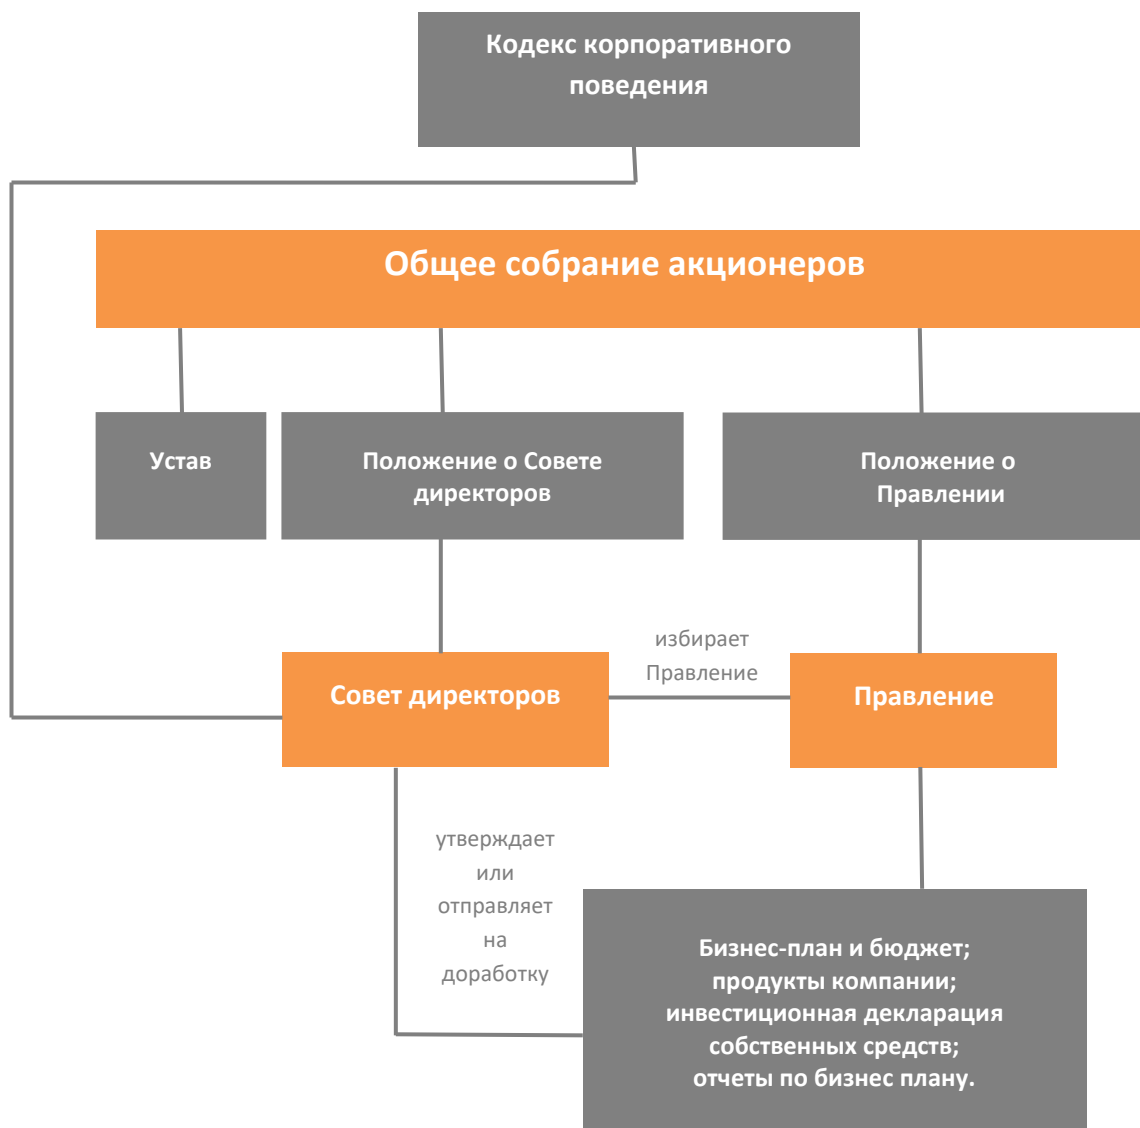 Кодекс корпоративного
поведения
Общее собрание акционеров
Устав
Положение о Совете
директоров
Положение о
Правлении
избирает
Правление
Совет директоров
Правление
утверждает
или
отправляет
на
доработку
Бизнес-план и бюджет;
продукты компании;
инвестиционная декларация
собственных средств;
отчеты по бизнес плану.